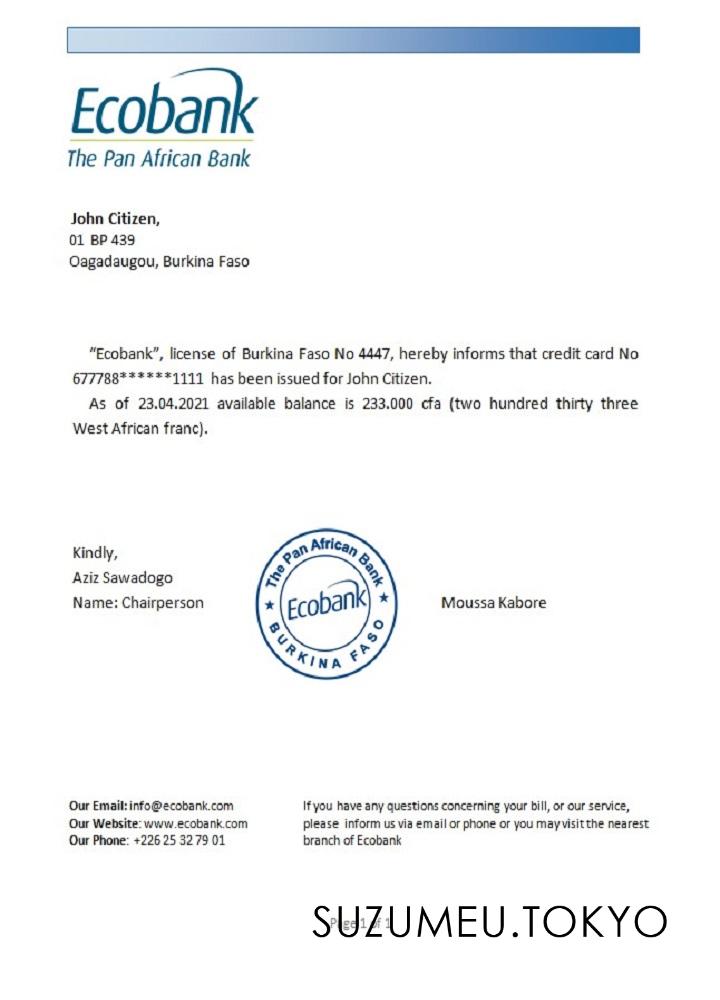 Ecobank
The Pan African Bank
John Citizen,
01 BP 439
Oagadaugou, Burkina Faso
"Ecobank", license of Burkina Faso No 4447, hereby informs that credit card No
677788******1111 has been issued for John Citizen.
As of 23.04.2021 available balance is 233.000 cfa (two hundred thirty three
West African franc).
Kindly,
Aziz Sawadogo
Name: Chairperson
The Pan African Bank
Ecobank
BURKINA FASO
Moussa Kabore
Our Email: info@ecobank.com
Our Website: www.ecobank.com
Our Phone: +226 25 32 79 01
If you have any questions concerning your bill, or our service,
please inform us via email or phone or you may visit the nearest
branch of Ecobank
Page 1 of 1
SUZUMEU.TOKYO